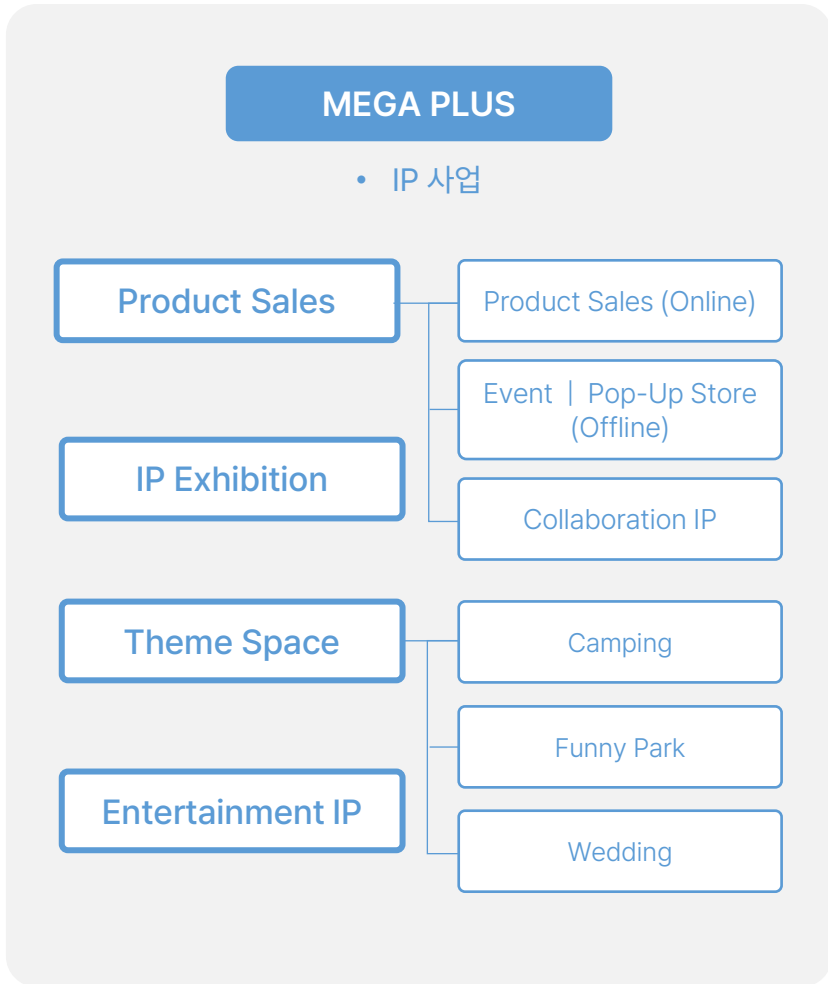 MEGA PLUS
• IP 사업
Product Sales
Product Sales (Online)
Event | Pop-Up Store
(Offline)
IP Exhibition
Collaboration IP
Theme Space
Camping
Funny Park
Entertainment IP
Wedding